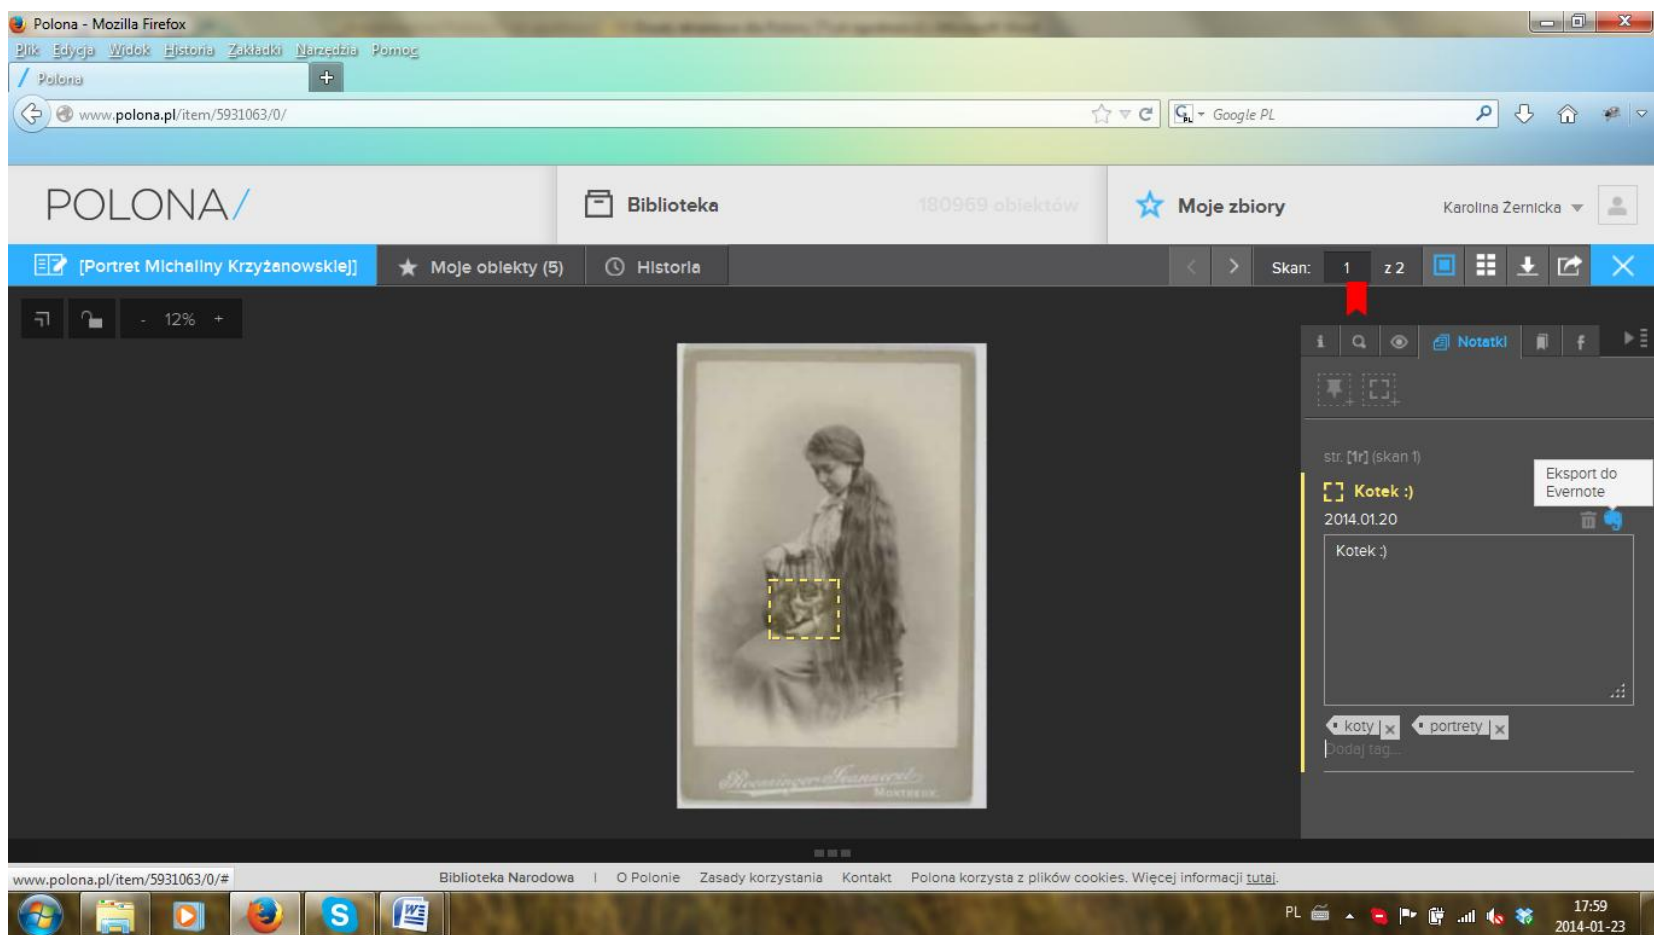 Polona - Mozilla Firefox
Plik Edycja Widok Historia Zakładki Narzędzia Pomoc
Polona
www.polona.pl/item/5931063/0/
Google PL
POLONA/
Biblioteka
180969 obiektów
Moje zbiory
Karolina Żernicka
[Portret Michaliny Krzyżanowskiej]
Moje obiekty (5)
Historia
Skan: 1 z 2
- 12% +
Notatki
str. [1r] (skan 1)
Eksport do
Evernote
Kotek :)
2014.01.20
Kotek :)
koty x portrety x
Dodaj tag...
MONTREUX.
www.polona.pl/item/5931063/0/#
Biblioteka Narodowa | O Polonie Zasady korzystania Kontakt Polona korzysta z plików cookies. Więcej informacji tutaj.
PL
17:59
2014-01-23